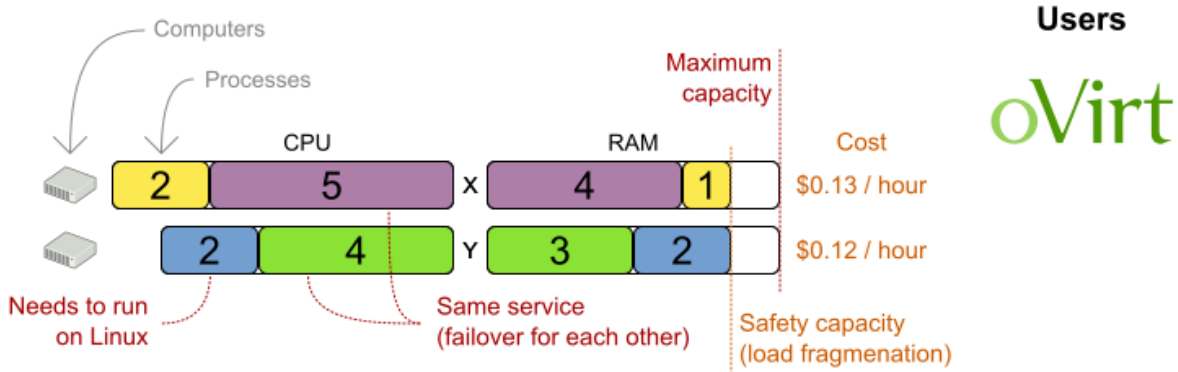 Computers
Processes
Users
oVirt
Maximum
capacity
CPU
RAM
Cost
2 5 X 4 1 $0.13 / hour
2 4 Y 3 2 $0.12 / hour
Needs to run
on Linux
Same service
(failover for each other)
Safety capacity
(load fragmenation)